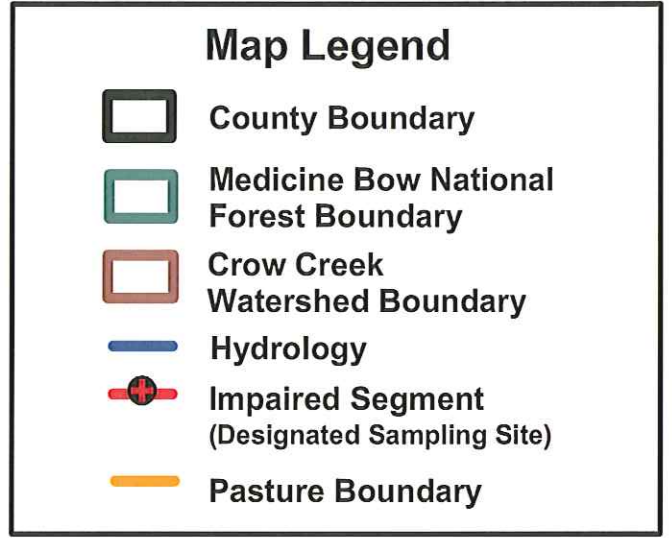 Map Legend
County Boundary
Medicine Bow National
Forest Boundary
Crow Creek
Watershed Boundary
Hydrology
Impaired Segment
(Designated Sampling Site)
Pasture Boundary